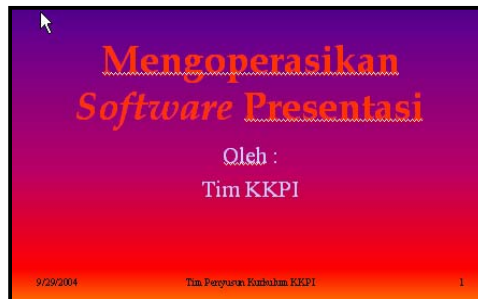 Mengoperasikan
Software Presentasi
Oleh :
Tim KKPI
9/29/2004 Tim Penyusun Kurikulum KKPI 1